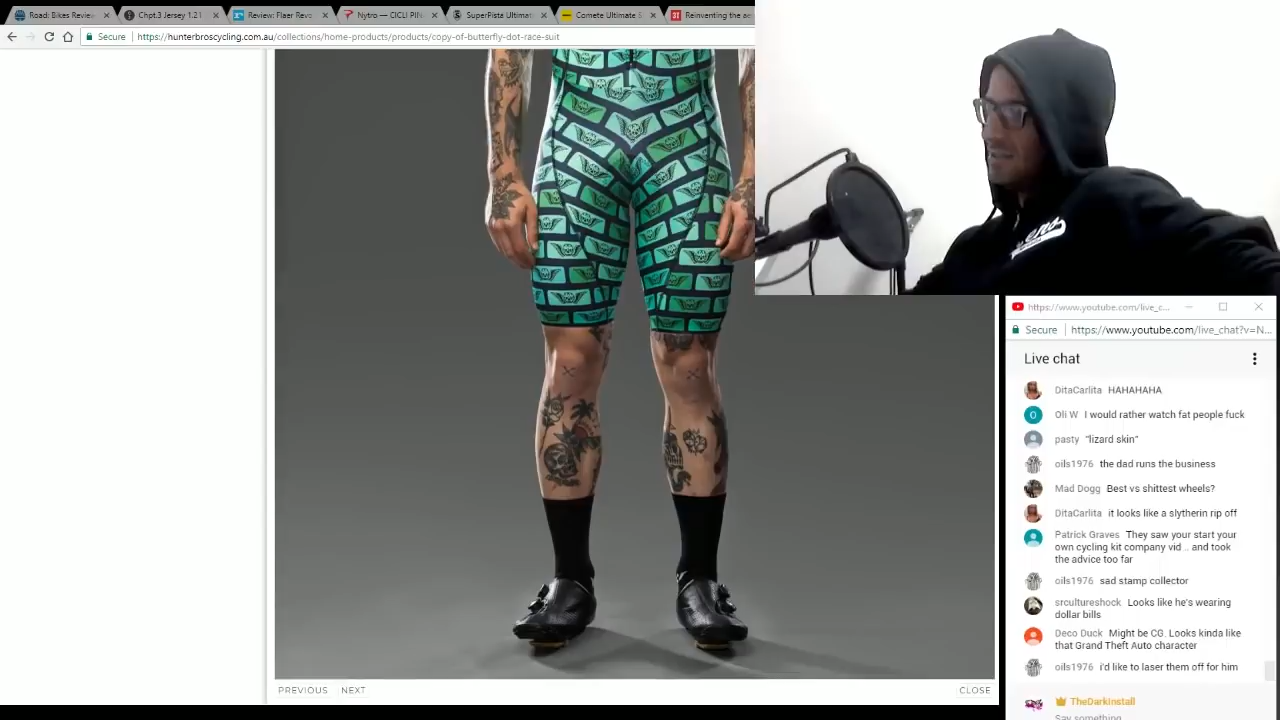 Road: Bikes Review
Chpt.3 Jersey 1:21
Review: Flaer Revo
Nytro — CICLI PIN
SuperPista Ultimat
Comete Ultimate S
Reinventing the ae
Secure https://hunterbroscycling.com.au/collections/home-products/products/copy-of-butterfly-dot-race-suit
PREVIOUS NEXT CLOSE
https://www.youtube.com/live_c...
Secure https://www.youtube.com/live_chat?v=N...
Live chat
DitaCarlita HAHAHAHA
Oli W I would rather watch fat people fuck
pasty "lizard skin"
oils1976 the dad runs the business
Mad Dogg Best vs shittest wheels?
DitaCarlita it looks like a slytherin rip off
Patrick Graves They saw your start your
own cycling kit company vid... and took
the advice too far
oils1976 sad stamp collector
srcultureshock Looks like he's wearing
dollar bills
Deco Duck Might be CG. Looks kinda like
that Grand Theft Auto character
oils1976 i'd like to laser them off for him
TheDarkInstall
Say something...